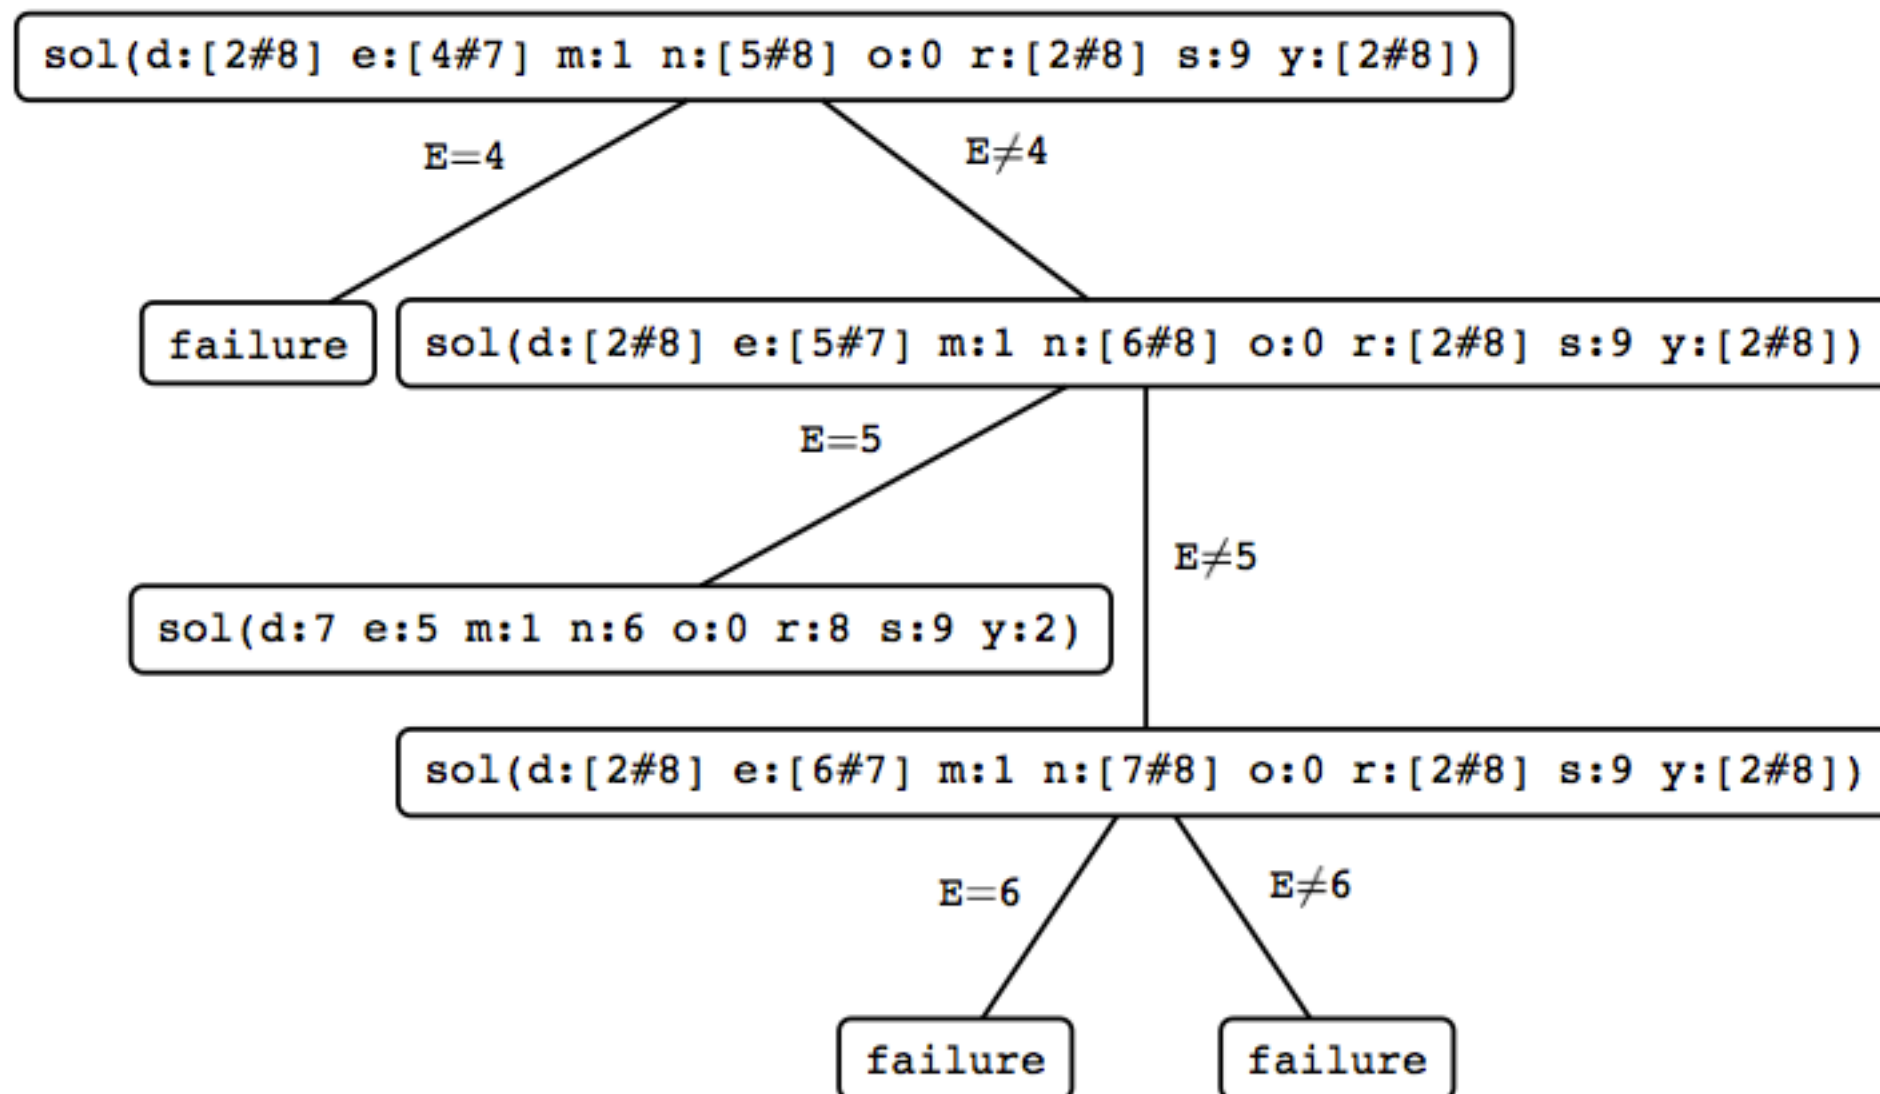 sol(d:[2#8] e:[4#7] m:1 n:[5#8] o:0 r:[2#8] s:9 y:[2#8])
E=4
E≠4
failure
sol(d:[2#8] e:[5#7] m:1 n:[6#8] o:0 r:[2#8] s:9 y:[2#8])
E=5
E≠5
sol(d:7 e:5 m:1 n:6 o:0 r:8 s:9 y:2)
sol(d:[2#8] e:[6#7] m:1 n:[7#8] o:0 r:[2#8] s:9 y:[2#8])
E=6
E≠6
failure
failure